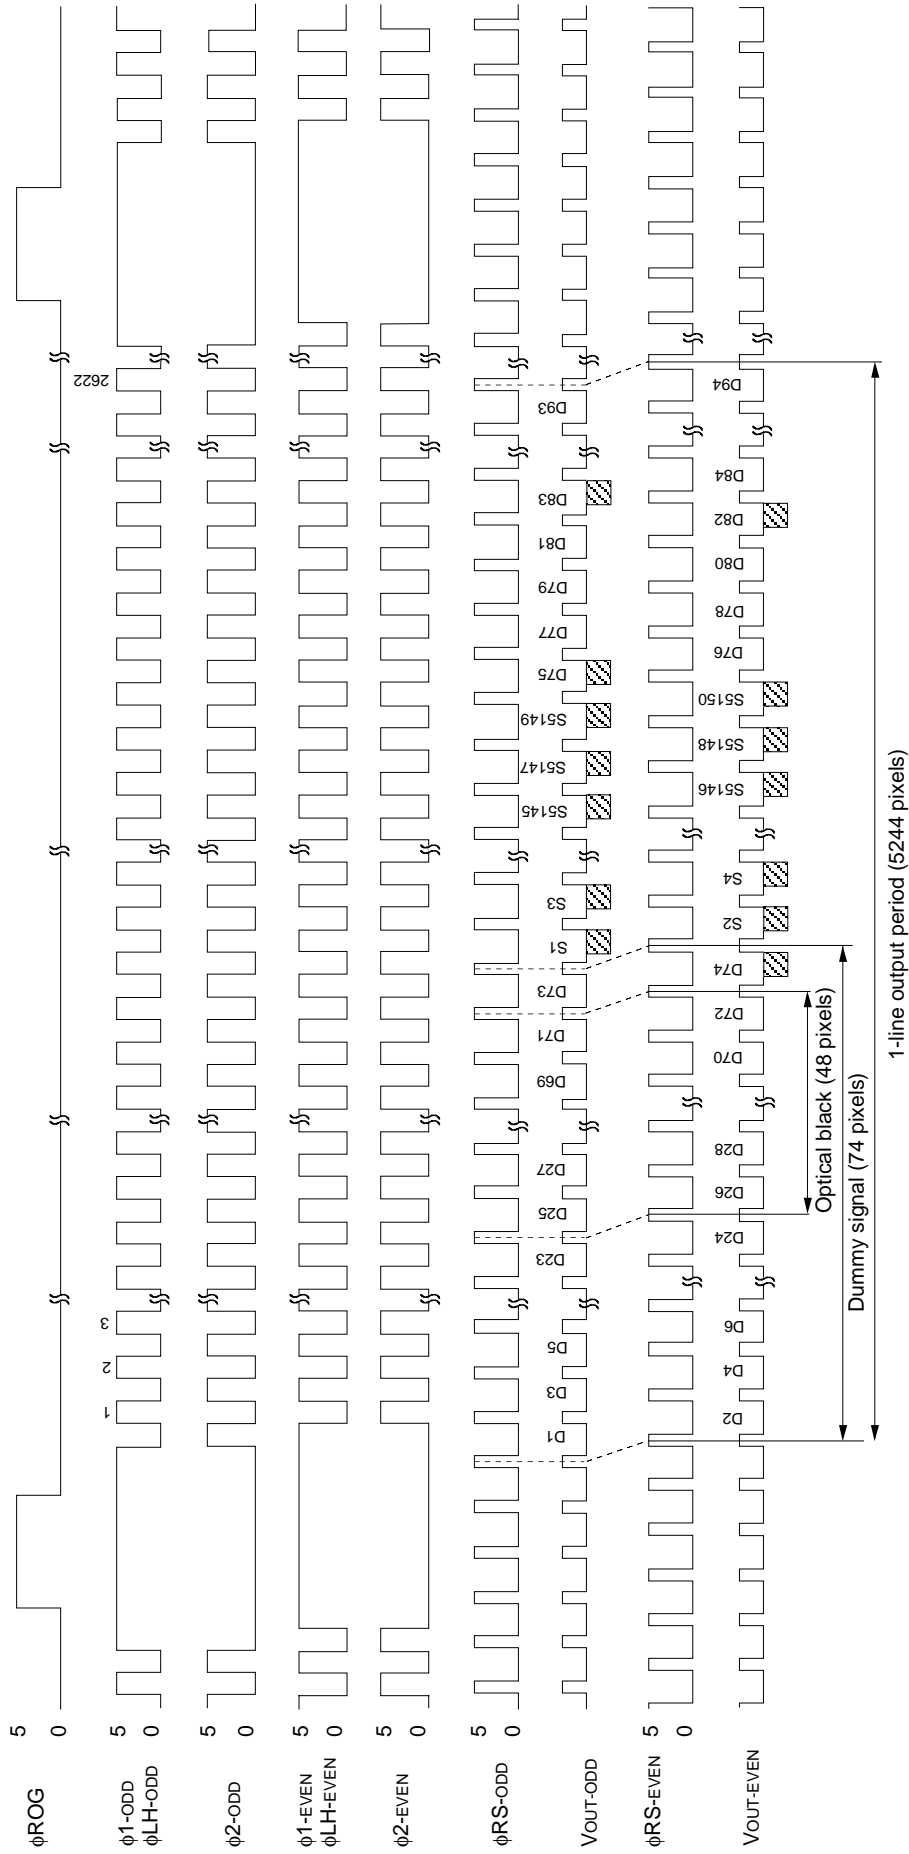 φROG
5
0
φ1-ODD
φLH-ODD
5
0
1
2
3
2622
φ2-ODD
5
0
φ1-EVEN
φLH-EVEN
5
0
φ2-EVEN
5
0
φRS-ODD
5
0
VOUT-ODD
D1
D3
D5
D23
D25
D27
D69
D71
D73
S1
S3
S5145
S5147
S5149
D75
D77
D79
D81
D83
D93
φRS-EVEN
5
0
VOUT-EVEN
D2
D4
D6
D24
D26
D28
D70
D72
D74
S2
S4
S5146
S5148
S5150
D76
D78
D80
D82
D84
D94
Optical black (48 pixels)
Dummy signal (74 pixels)
1-line output period (5244 pixels)